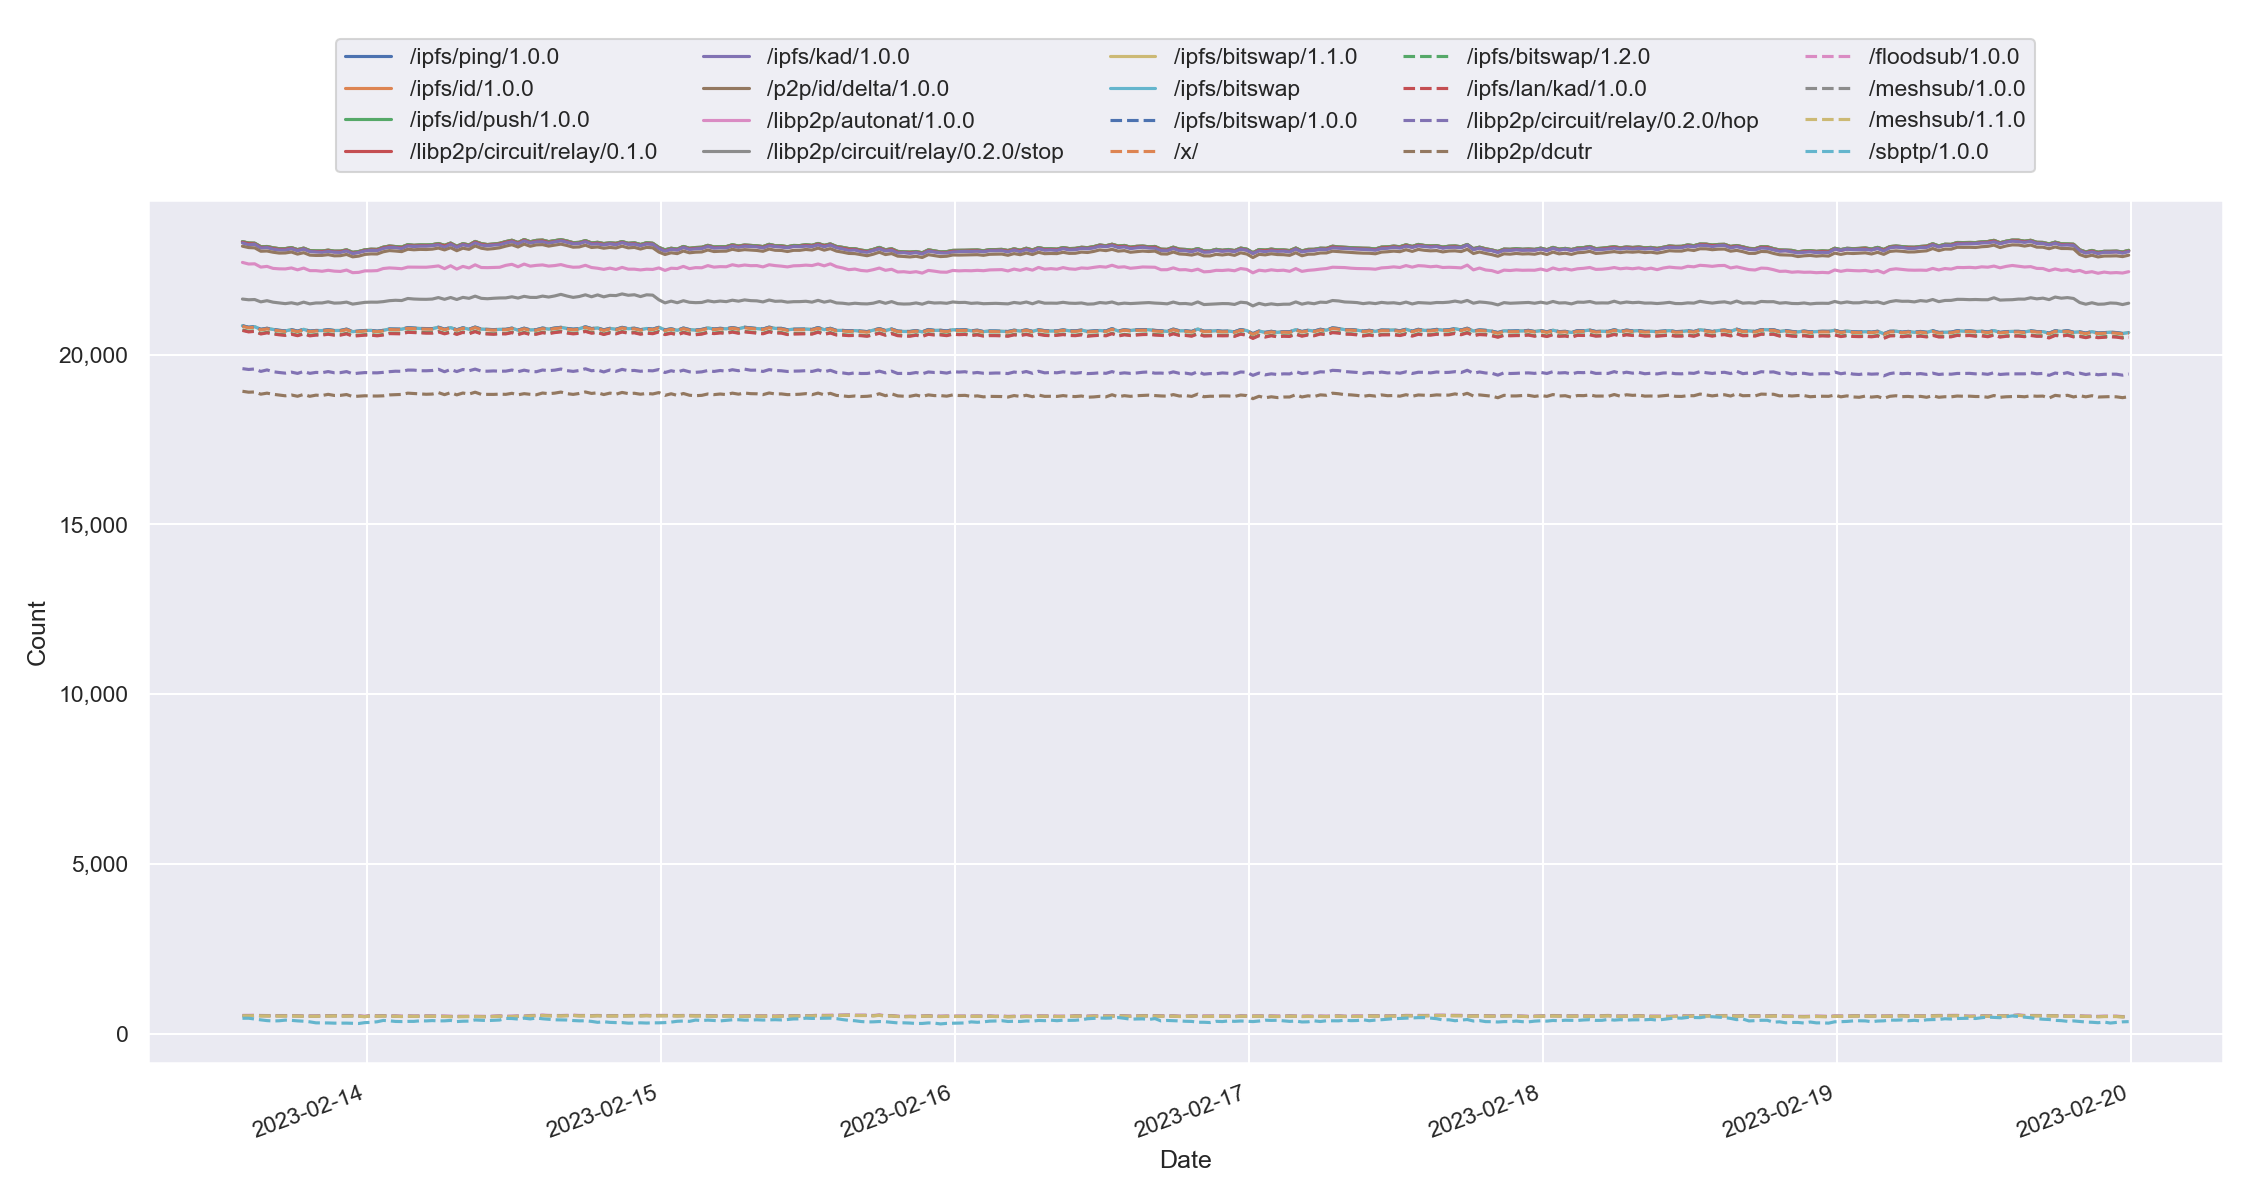 /ipfs/ping/1.0.0
/ipfs/id/1.0.0
/ipfs/id/push/1.0.0
/libp2p/circuit/relay/0.1.0
/ipfs/kad/1.0.0
/p2p/id/delta/1.0.0
/libp2p/autonat/1.0.0
/libp2p/circuit/relay/0.2.0/stop
/ipfs/bitswap/1.1.0
/ipfs/bitswap
/ipfs/bitswap/1.0.0
/x/
/ipfs/bitswap/1.2.0
/ipfs/lan/kad/1.0.0
/libp2p/circuit/relay/0.2.0/hop
/libp2p/dcutr
/floodsub/1.0.0
/meshsub/1.0.0
/meshsub/1.1.0
/sbptp/1.0.0
20,000
15,000
10,000
5,000
0
Count
2023-02-14
2023-02-15
2023-02-16
2023-02-17
2023-02-18
2023-02-19
2023-02-20
Date